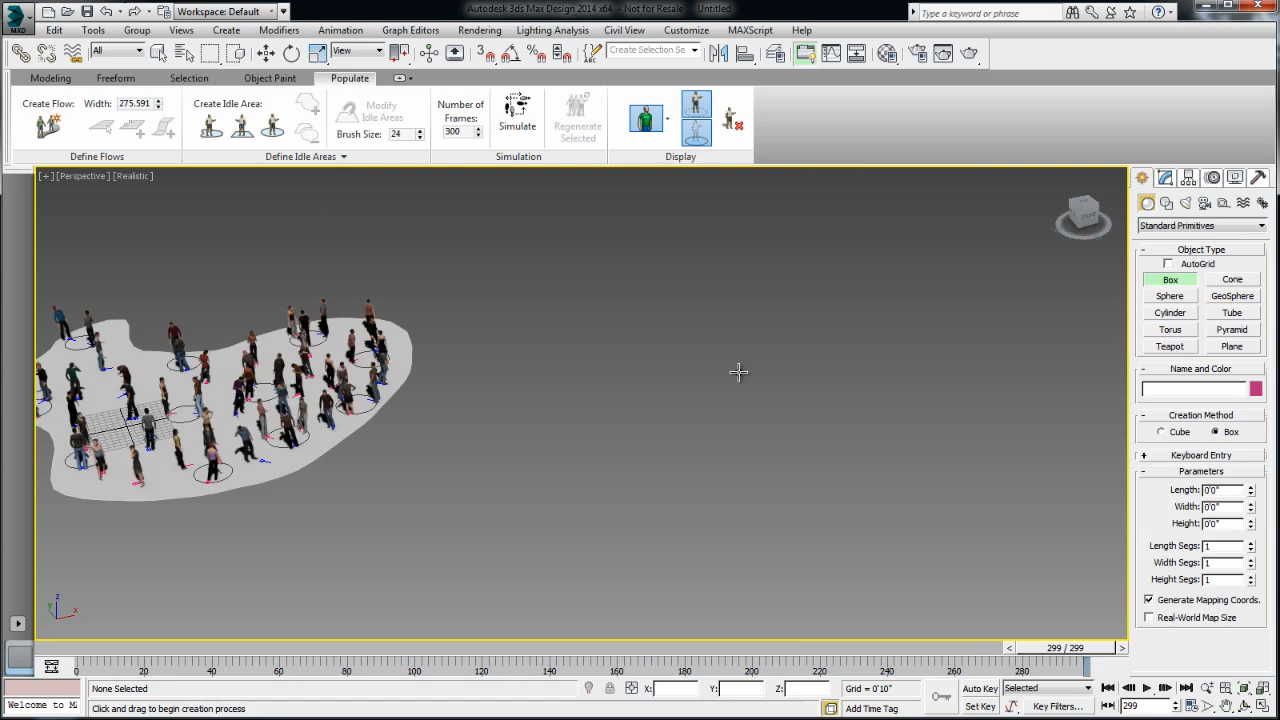 Workspace: Default
Autodesk 3ds Max Design 2014 x64 - Not for Resale Untitled
Type a keyword or phrase
MXD
Edit Tools Group Views Create Modifiers Animation Graph Editors Rendering Lighting Analysis Civil View Customize MAXScript Help
All
View
3
Create Selection Se
ABC
Modeling Freeform Selection Object Paint Populate
Create Flow: Width: 275.591
Create Idle Area:
Modify Idle Areas
Brush Size: 24
Number of Frames:
300
Simulate
Regenerate Selected
Define Flows Define Idle Areas Simulation Display
[+] [Perspective] [Realistic]
Standard Primitives
Object Type
AutoGrid
Box Cone
Sphere GeoSphere
Cylinder Tube
Torus Pyramid
Teapot Plane
Name and Color
Creation Method
Cube Box
+ Keyboard Entry
Parameters
Length: 0'0"
Width: 0'0"
Height: 0'0"
Length Segs: 1
Width Segs: 1
Height Segs: 1
Generate Mapping Coords.
Real-World Map Size
z
y
x
< 299 / 299 >
0 20 40 60 80 100 120 140 160 180 200 220 240 260 280
None Selected X: Y: Z: Grid = 0'10" Auto Key Selected
Welcome to MA Click and drag to begin creation process Add Time Tag Set Key Key Filters... 299